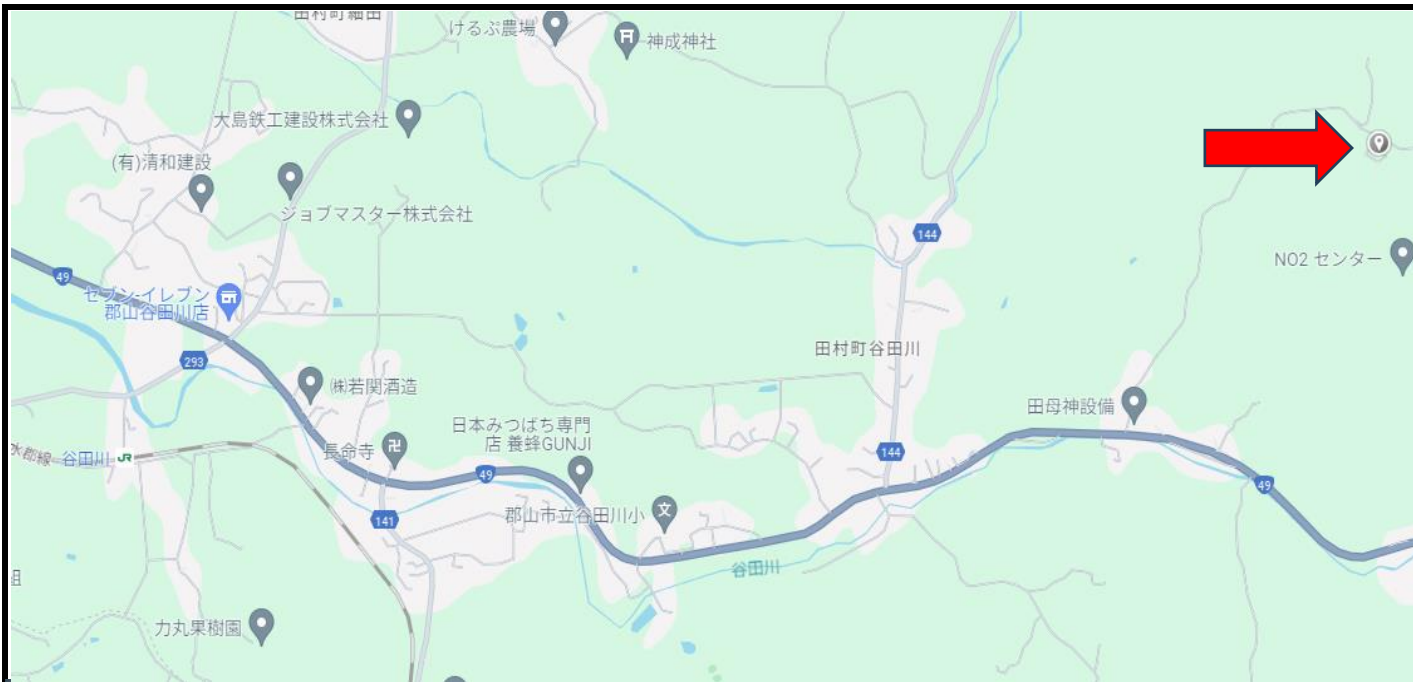 田村町細田
けるぷ農場
神成神社
大島鉄工建設株式会社
(有)清和建設
ジョブマスター株式会社
144
NO2 センター
49
セブン-イレブン
郡山谷田川店
田村町谷田川
293
㈱若関酒造
田母神設備
日本みつばち専門
店 養蜂GUNJI
長命寺
水郡線
谷田川
JR
144
49
49
郡山市立谷田川小
文
141
谷田川
組
力丸果樹園